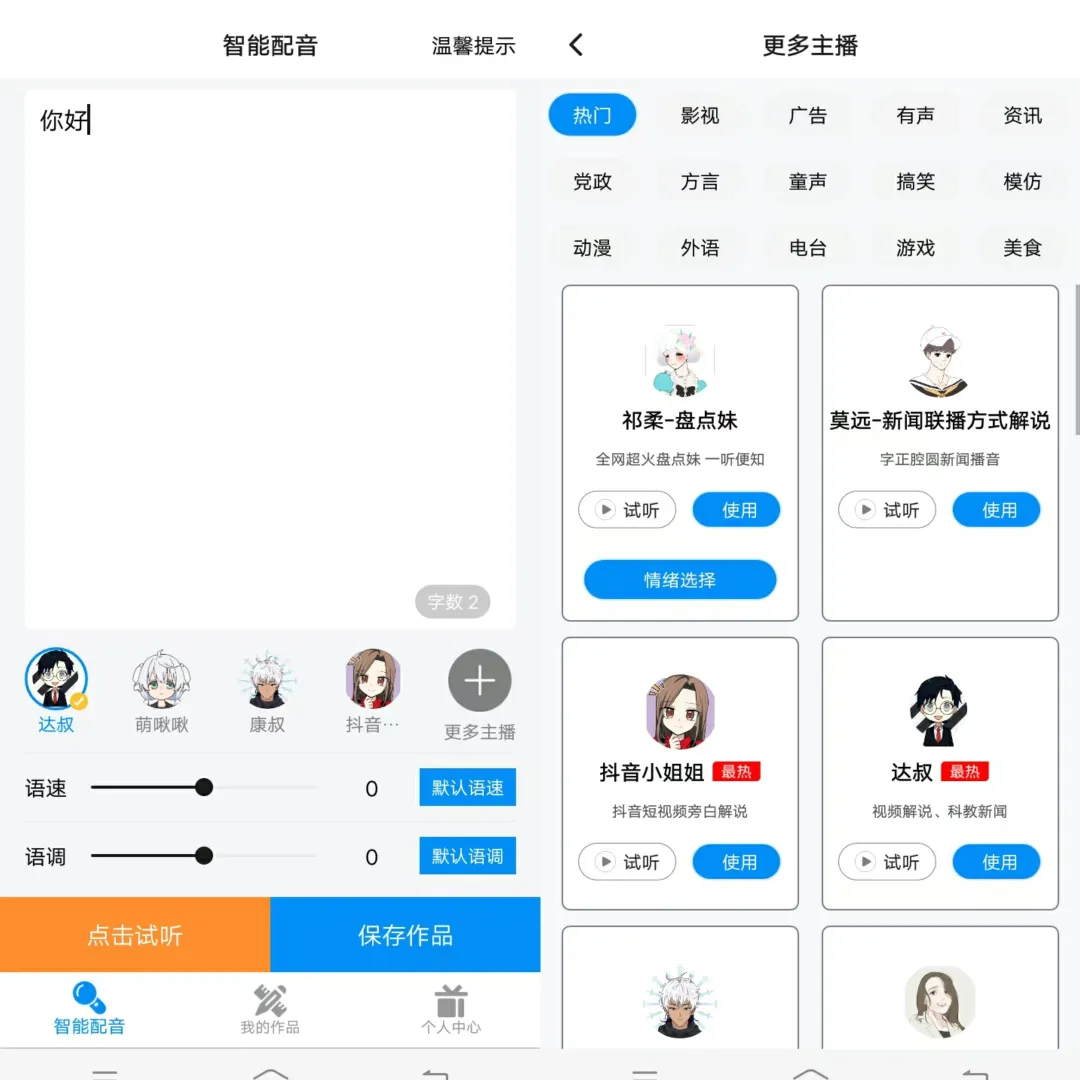 智能配音
温馨提示
你好
字数 2
达叔
萌啾啾
康叔
抖音…
更多主播
语速
0
默认语速
语调
0
默认语调
点击试听
保存作品
智能配音
我的作品
个人中心
更多主播
热门
影视
广告
有声
资讯
党政
方言
童声
搞笑
模仿
动漫
外语
电台
游戏
美食
祁柔-盘点妹
全网超火盘点妹 一听便知
试听
使用
情绪选择
莫远-新闻联播方式解说
字正腔圆新闻播音
试听
使用
抖音小姐姐 最热
抖音短视频旁白解说
试听
使用
达叔 最热
视频解说、科教新闻
试听
使用